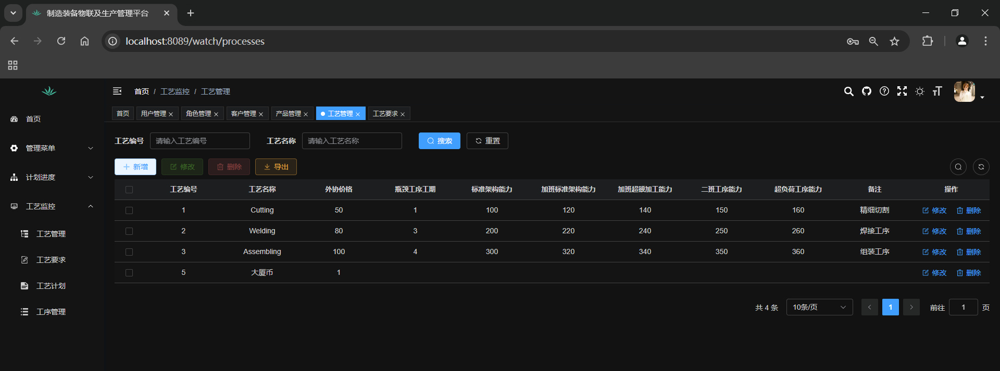 制造装备物联及生产管理平台
localhost:8089/watch/processes
首页 / 工艺监控 / 工艺管理
首页 用户管理 角色管理 客户管理 产品管理 工艺管理 工艺要求
首页
管理菜单
计划进度
工艺监控
工艺管理
工艺要求
工艺计划
工序管理
工艺编号 请输入工艺编号 工艺名称 请输入工艺名称 搜索 重置
新增 修改 删除 导出
工艺编号 工艺名称 外协价格 瓶颈工序工期 标准架构能力 加班标准架构能力 加班超额加工能力 二班工序能力 超负荷工序能力 备注 操作
1 Cutting 50 1 100 120 140 150 160 精细切割 修改 删除
2 Welding 80 3 200 220 240 250 260 焊接工序 修改 删除
3 Assembling 100 4 300 320 340 350 360 组装工序 修改 删除
5 大厦币 1 修改 删除
共 4 条 10条/页 1 前往 1 页